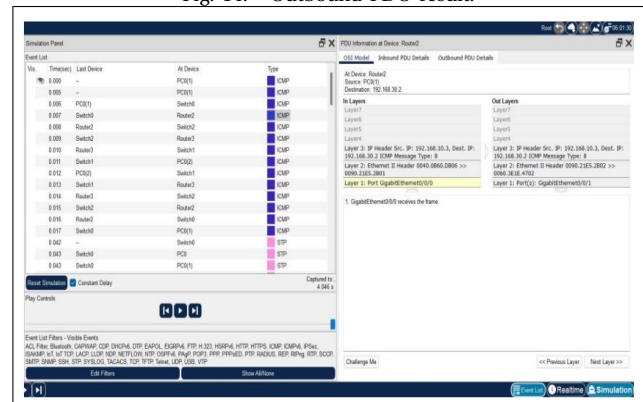 Fig. 11. Outbound PDU result.
Root 06:01:30
Simulation Panel
Event List
Vis. Time(sec) Last Device At Device Type
0.000 -- PC0(1) ICMP
0.005 -- PC0(1) ICMP
0.006 PC0(1) Switch0 ICMP
0.007 Switch0 Router2 ICMP
0.008 Router2 Switch2 ICMP
0.009 Switch2 Router3 ICMP
0.010 Router3 Switch1 ICMP
0.011 Switch1 PC0(2) ICMP
0.012 PC0(2) Switch1 ICMP
0.013 Switch1 Router3 ICMP
0.014 Router3 Switch2 ICMP
0.015 Switch2 Router2 ICMP
0.016 Router2 Switch0 ICMP
0.017 Switch0 PC0(1) ICMP
0.042 -- Switch0 STP
0.043 Switch0 PC0 STP
0.043 Switch0 PC0(1) STP
Reset Simulation Constant Delay Captured to:
4.046 s
Play Controls
Event List Filters - Visible Events
ACL Filter, Bluetooth, CAPWAP, CDP, DHCPv6, DTP, EAPOL, EIGRPv6, FTP, H.323, HSRPv6, HTTP, HTTPS, ICMP, ICMPv6, IPSec,
ISAKMP, IoT, IoT TCP, LACP, LLDP, NDP, NETFLOW, NTP, OSPFv6, PAgP, POP3, PPP, PPPoED, PTP, RADIUS, REP, RIPng, RTP, SCCP,
SMTP, SNMP, SSH, STP, SYSLOG, TACACS, TCP, TFTP, Telnet, UDP, USB, VTP
Edit Filters Show All/None
PDU Information at Device: Router2
OSI Model Inbound PDU Details Outbound PDU Details
At Device: Router2
Source: PC0(1)
Destination: 192.168.30.2
In Layers Out Layers
Layer7 Layer7
Layer6 Layer6
Layer5 Layer5
Layer4 Layer4
Layer 3: IP Header Src. IP: 192.168.10.3, Dest. IP: Layer 3: IP Header Src. IP: 192.168.10.3, Dest. IP:
192.168.30.2 ICMP Message Type: 8 192.168.30.2 ICMP Message Type: 8
Layer 2: Ethernet II Header 0040.0B60.DB06 >> Layer 2: Ethernet II Header 0090.21E5.2B02 >>
0090.21E5.2B01 0060.3E1E.4702
Layer 1: Port GigabitEthernet0/0/0 Layer 1: Port(s): GigabitEthernet0/0/1
1. GigabitEthernet0/0/0 receives the frame.
Challenge Me << Previous Layer Next Layer >>
Event List Realtime Simulation